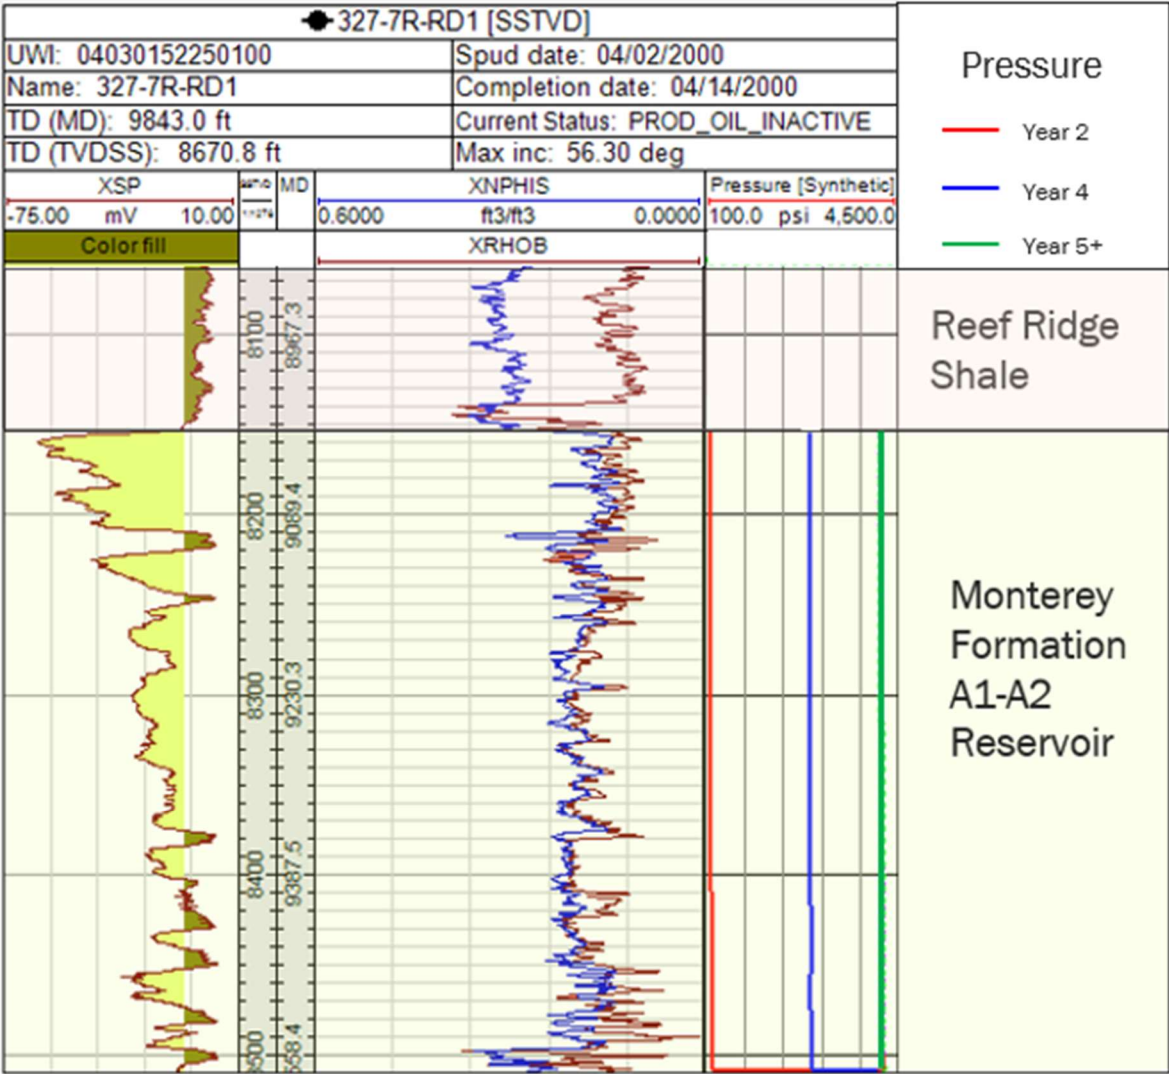 327-7R-RD1 [SSTVD]
UWI: 04030152250100
Spud date: 04/02/2000
Name: 327-7R-RD1
Completion date: 04/14/2000
TD (MD): 9843.0 ft
Current Status: PROD_OIL_INACTIVE
TD (TVDSS): 8670.8 ft
Max inc: 56.30 deg
XSP
MD
XNPHIS
Pressure [Synthetic]
-75.00 mV 10.00
0.6000 ft3/ft3 0.0000
100.0 psi 4,500.0
Color fill
XRHOB
Pressure
Year 2
Year 4
Year 5+
8100
8967.3
Reef Ridge
Shale
8200
9089.4
8300
9230.3
8400
9387.5
8500
558.4
Monterey
Formation
A1-A2
Reservoir